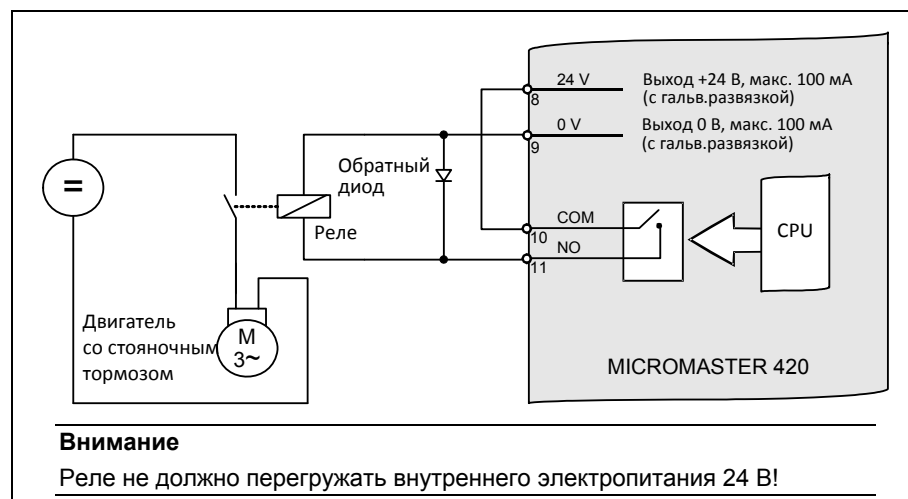 24 V
8
Выход +24 В, макс. 100 мА
(с гальв.развязкой)
0 V
9
Выход 0 В, макс. 100 мА
(с гальв.развязкой)
Обратный
диод
=
Реле
COM
10
NO
11
CPU
Двигатель
со стояночным
тормозом
M
3~
MICROMASTER 420
Внимание
Реле не должно перегружать внутреннего электропитания 24 В!